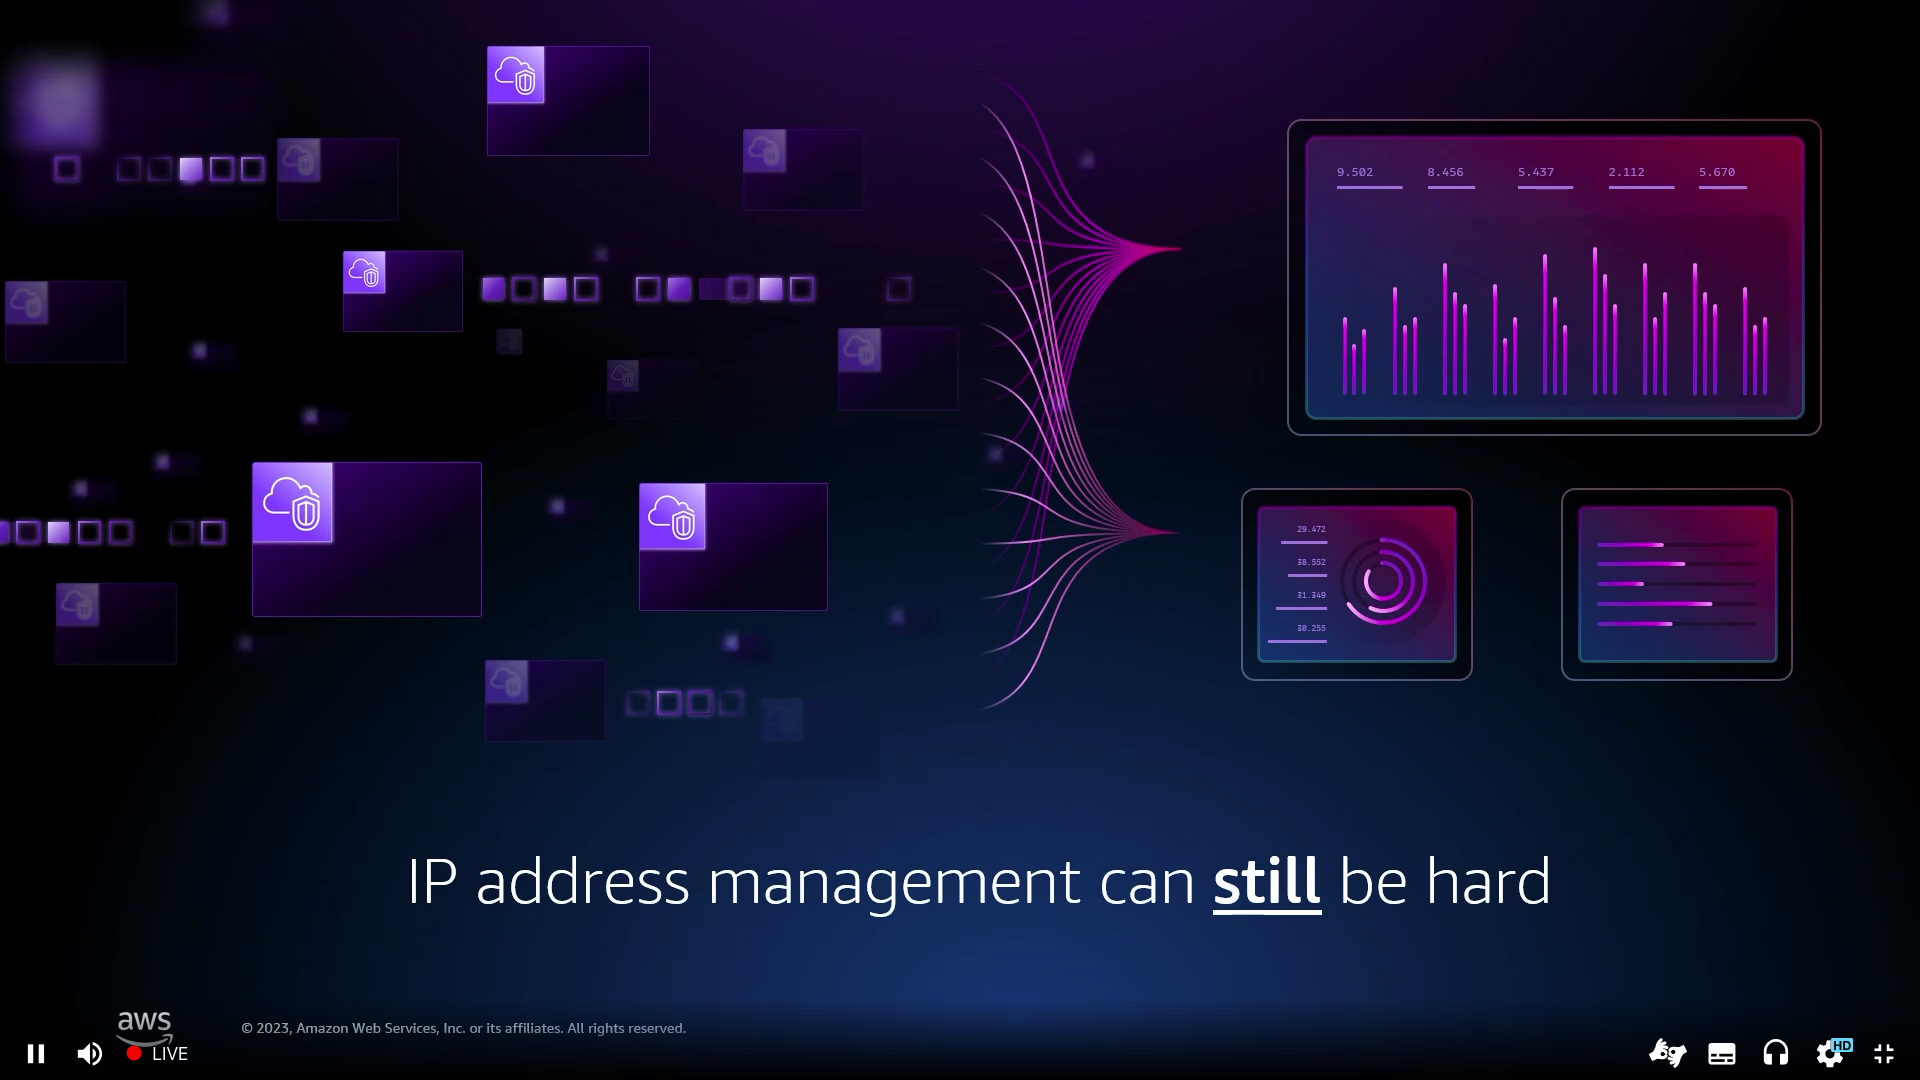 9.502 8.456 5.437 2.112 5.670
29.472
38.552
31.349
30.255
IP address management can still be hard
aws
© 2023, Amazon Web Services, Inc. or its affiliates. All rights reserved.
LIVE
HD